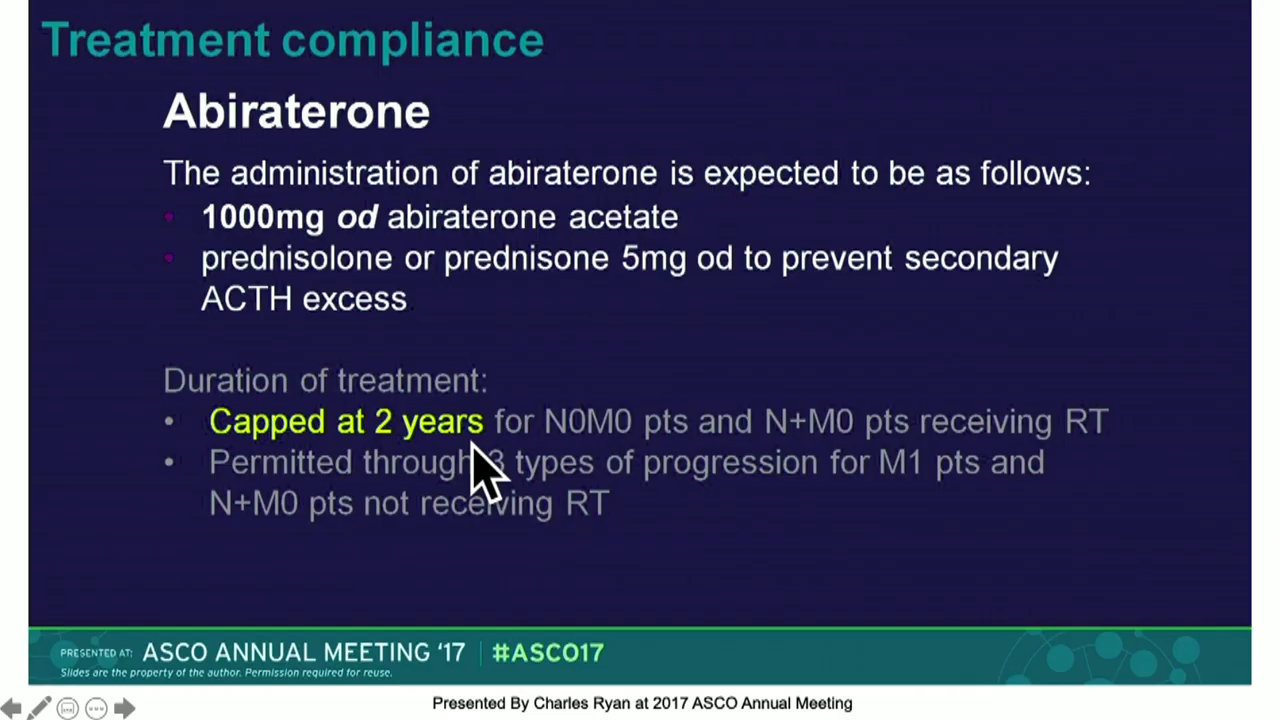 Treatment compliance
Abiraterone
The administration of abiraterone is expected to be as follows:
• 1000mg od abiraterone acetate
• prednisolone or prednisone 5mg od to prevent secondary
ACTH excess.
Duration of treatment:
• Capped at 2 years for N0M0 pts and N+M0 pts receiving RT
• Permitted through 3 types of progression for M1 pts and
N+M0 pts not receiving RT
PRESENTED AT: ASCO ANNUAL MEETING '17 | #ASCO17
Slides are the property of the author. Permission required for reuse.
Presented By Charles Ryan at 2017 ASCO Annual Meeting